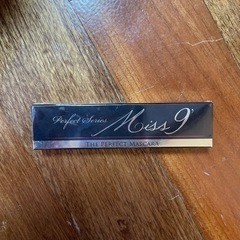 Perfect Series Miss 9'
THE PERFECT MASCARA